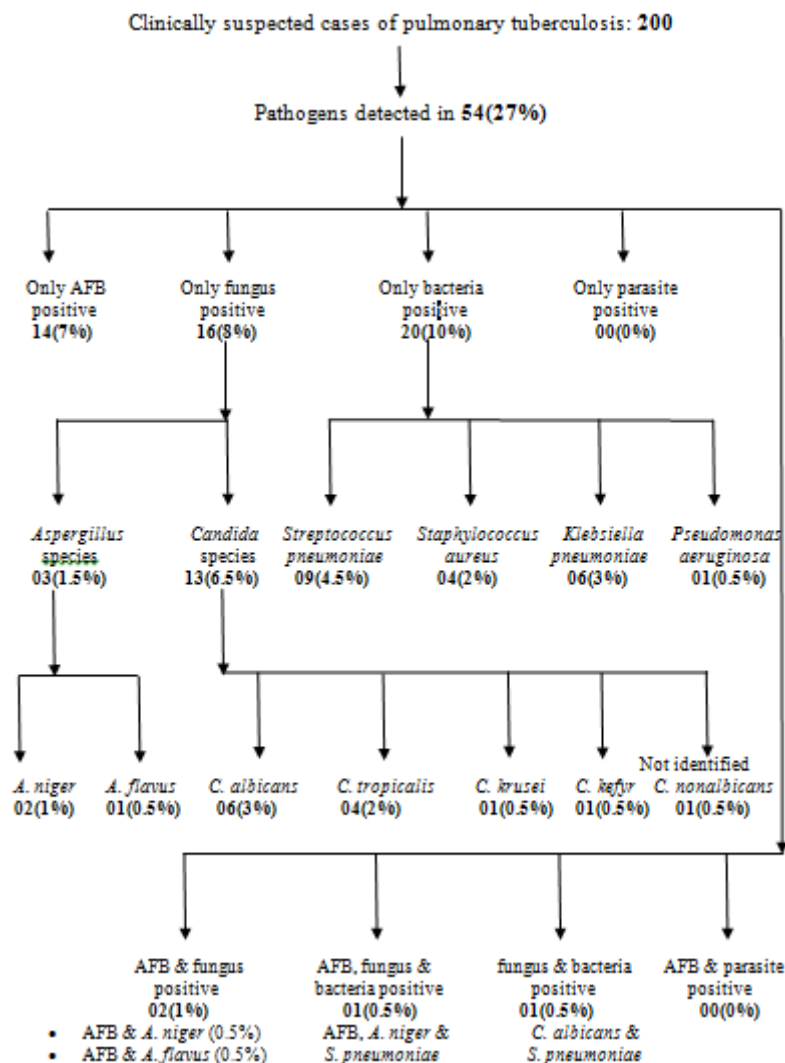 Clinically suspected cases of pulmonary tuberculosis: 200
Pathogens detected in 54(27%)
Only AFB
positive
14(7%)
Only fungus
positive
16(8%)
Only bacteria
positive
20(10%)
Only parasite
positive
00(0%)
Aspergillus
species
03(1.5%)
Candida
species
13(6.5%)
Streptococcus
pneumoniae
09(4.5%)
Staphylococcus
aureus
04(2%)
Klebsiella
pneumoniae
06(3%)
Pseudomonas
aeruginosa
01(0.5%)
A. niger
02(1%)
A. flavus
01(0.5%)
C. albicans
06(3%)
C. tropicalis
04(2%)
C. krusei
01(0.5%)
C. kefyr
01(0.5%)
Not identified
C. nonalbicans
01(0.5%)
AFB & fungus
positive
02(1%)
• AFB & A. niger (0.5%)
• AFB & A. flavus (0.5%)
AFB, fungus &
bacteria positive
01(0.5%)
AFB, A. niger &
S. pneumoniae
fungus & bacteria
positive
01(0.5%)
C. albicans &
S. pneumoniae
AFB & parasite
positive
00(0%)